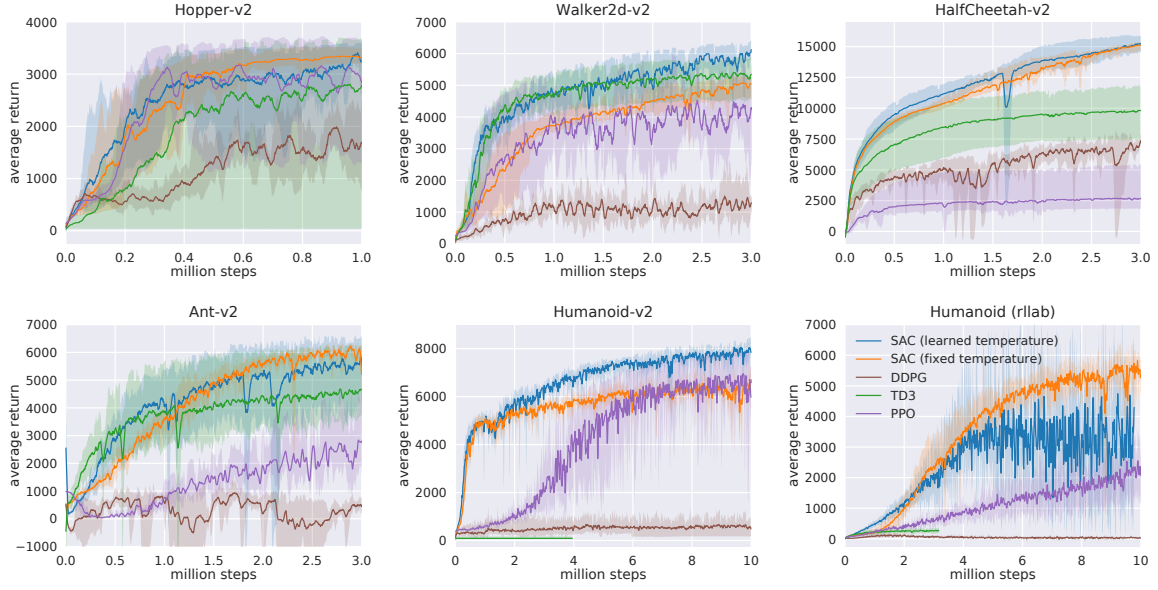 Hopper-v2
4000
3000
2000
1000
0
average return
0.0 0.2 0.4 0.6 0.8 1.0
million steps
Walker2d-v2
7000
6000
5000
4000
3000
2000
1000
0
average return
0.0 0.5 1.0 1.5 2.0 2.5 3.0
million steps
HalfCheetah-v2
15000
12500
10000
7500
5000
2500
0
average return
0.0 0.5 1.0 1.5 2.0 2.5 3.0
million steps
Ant-v2
7000
6000
5000
4000
3000
2000
1000
0
−1000
average return
0.0 0.5 1.0 1.5 2.0 2.5 3.0
million steps
Humanoid-v2
8000
6000
4000
2000
0
average return
0 2 4 6 8 10
million steps
Humanoid (rllab)
7000
6000
5000
4000
3000
2000
1000
0
average return
SAC (learned temperature)
SAC (fixed temperature)
DDPG
TD3
PPO
0 2 4 6 8 10
million steps